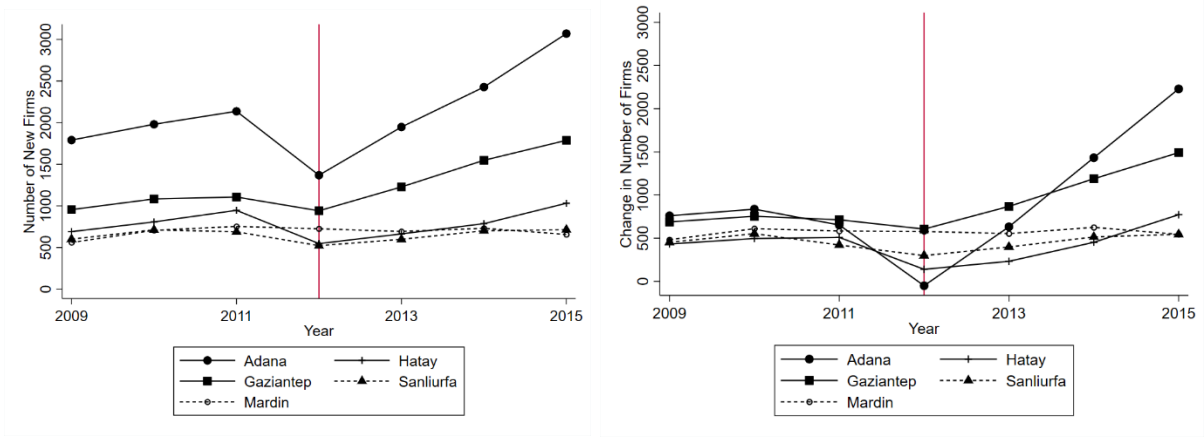 Number of New Firms
3000
2500
2000
1500
1000
500
0
2009
2011
2013
2015
Year
Adana
Hatay
Gaziantep
Sanliurfa
Mardin
Change in Number of Firms
3000
2500
2000
1500
1000
500
0
2009
2011
2013
2015
Year
Adana
Hatay
Gaziantep
Sanliurfa
Mardin